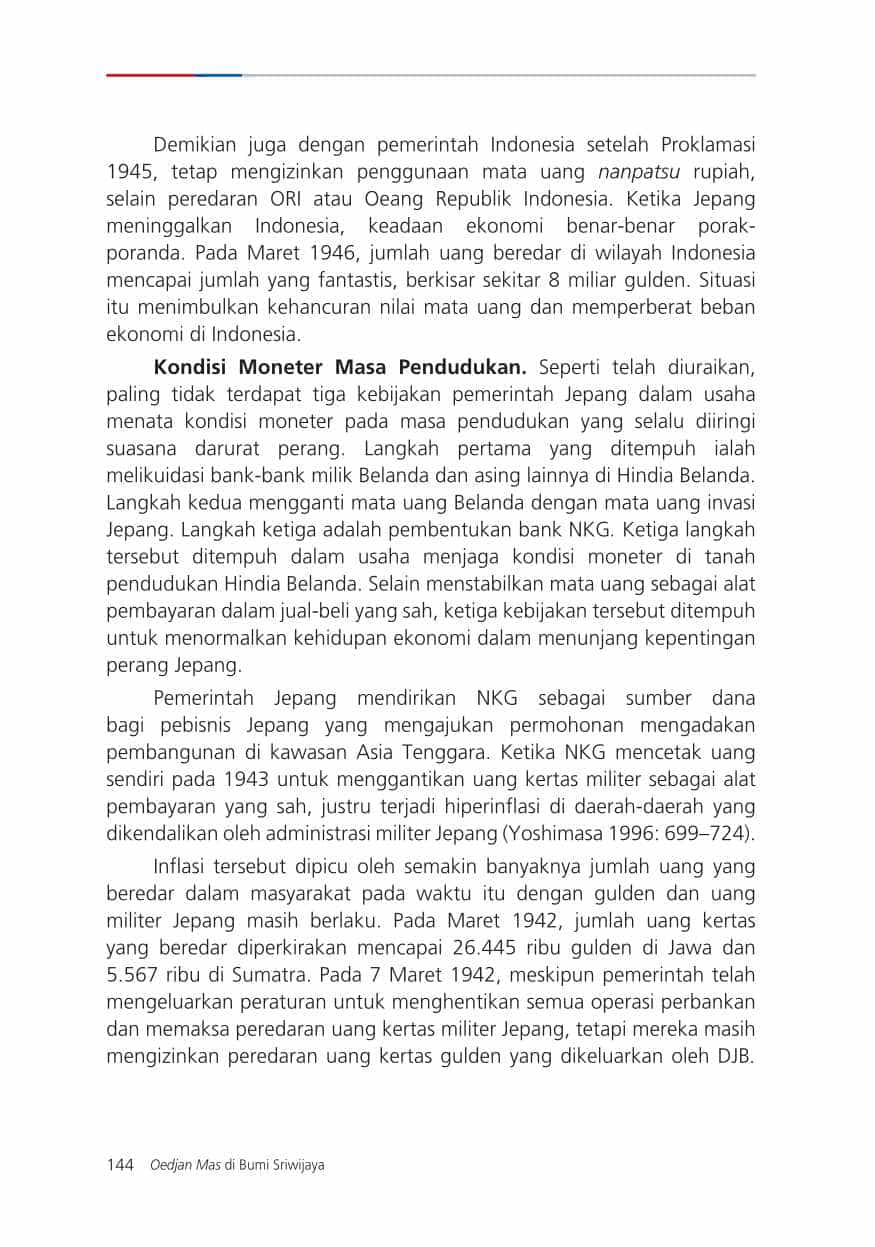 Demikian juga dengan pemerintah Indonesia setelah Proklamasi
1945, tetap mengizinkan penggunaan mata uang nanpatsu rupiah,
selain peredaran ORI atau Oeang Republik Indonesia. Ketika Jepang
meninggalkan Indonesia, keadaan ekonomi benar-benar porak-
poranda. Pada Maret 1946, jumlah uang beredar di wilayah Indonesia
mencapai jumlah yang fantastis, berkisar sekitar 8 miliar gulden. Situasi
itu menimbulkan kehancuran nilai mata uang dan memperberat beban
ekonomi di Indonesia.
Kondisi Moneter Masa Pendudukan. Seperti telah diuraikan,
paling tidak terdapat tiga kebijakan pemerintah Jepang dalam usaha
menata kondisi moneter pada masa pendudukan yang selalu diiringi
suasana darurat perang. Langkah pertama yang ditempuh ialah
melikuidasi bank-bank milik Belanda dan asing lainnya di Hindia Belanda.
Langkah kedua mengganti mata uang Belanda dengan mata uang invasi
Jepang. Langkah ketiga adalah pembentukan bank NKG. Ketiga langkah
tersebut ditempuh dalam usaha menjaga kondisi moneter di tanah
pendudukan Hindia Belanda. Selain menstabilkan mata uang sebagai alat
pembayaran dalam jual-beli yang sah, ketiga kebijakan tersebut ditempuh
untuk menormalkan kehidupan ekonomi dalam menunjang kepentingan
perang Jepang.
Pemerintah Jepang mendirikan NKG sebagai sumber dana
bagi pebisnis Jepang yang mengajukan permohonan mengadakan
pembangunan di kawasan Asia Tenggara. Ketika NKG mencetak uang
sendiri pada 1943 untuk menggantikan uang kertas militer sebagai alat
pembayaran yang sah, justru terjadi hiperinflasi di daerah-daerah yang
dikendalikan oleh administrasi militer Jepang (Yoshimasa 1996: 699–724).
Inflasi tersebut dipicu oleh semakin banyaknya jumlah uang yang
beredar dalam masyarakat pada waktu itu dengan gulden dan uang
militer Jepang masih berlaku. Pada Maret 1942, jumlah uang kertas
yang beredar diperkirakan mencapai 26.445 ribu gulden di Jawa dan
5.567 ribu di Sumatra. Pada 7 Maret 1942, meskipun pemerintah telah
mengeluarkan peraturan untuk menghentikan semua operasi perbankan
dan memaksa peredaran uang kertas militer Jepang, tetapi mereka masih
mengizinkan peredaran uang kertas gulden yang dikeluarkan oleh DJB.
144 Oedjan Mas di Bumi Sriwijaya